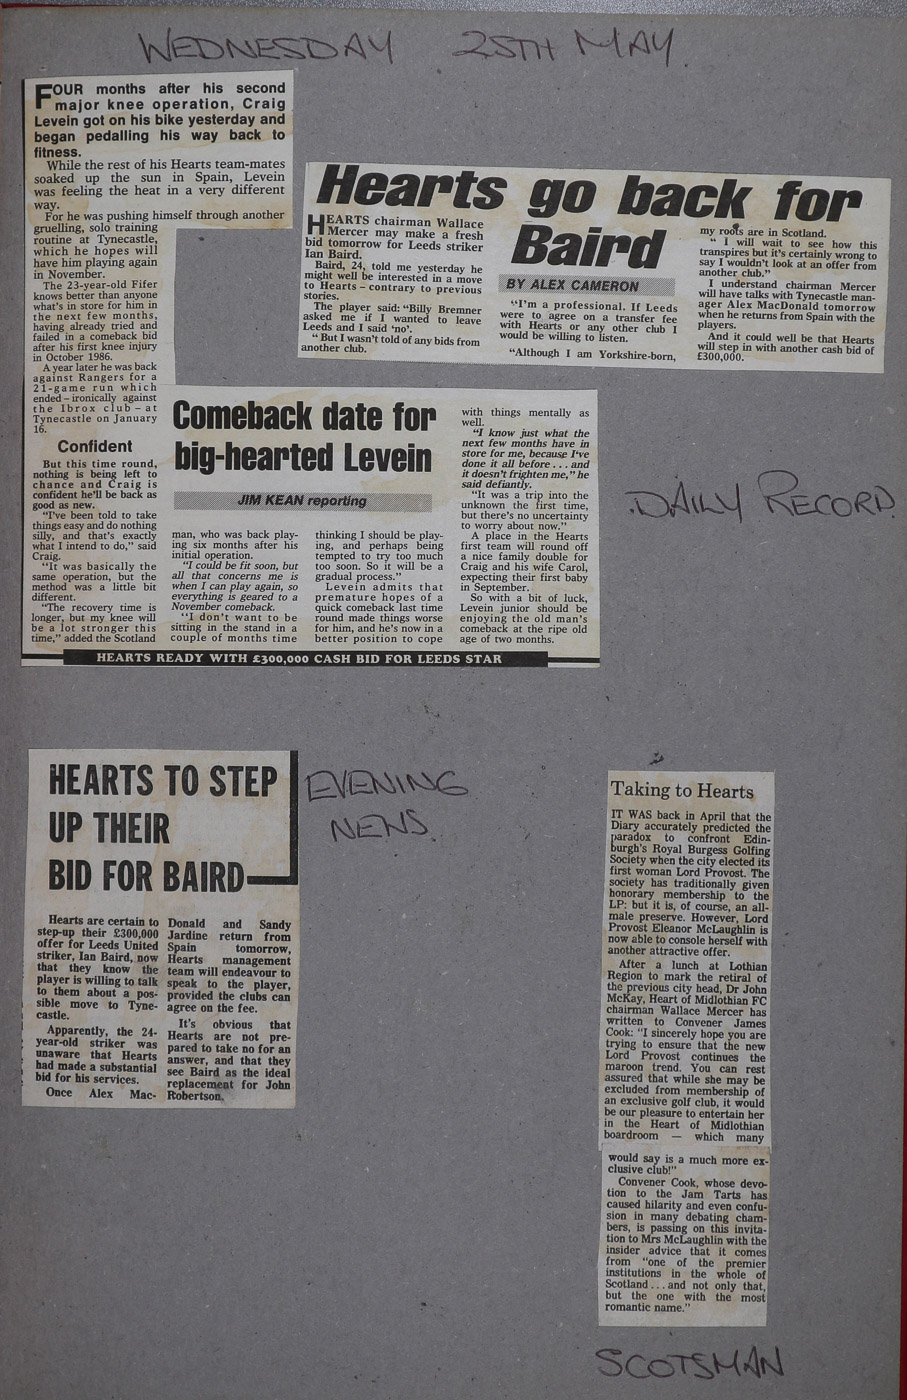 WEDNESDAY 25TH MAY
FOUR months after his second
major knee operation, Craig
Levein got on his bike yesterday and
began pedalling his way back to
fitness.
While the rest of his Hearts team-mates
soaked up the sun in Spain, Levein
was feeling the heat in a very different
way.
For he was pushing himself through another
gruelling, solo training
routine at Tynecastle,
which he hopes will
have him playing again
in November.
The 23-year-old Fifer
knows better than anyone
what's in store for him in
the next few months,
having already tried and
failed in a comeback bid
after his first knee injury
in October 1986.
A year later he was back
against Rangers for a
21-game run which
ended – ironically against
the Ibrox club – at
Tynecastle on January
16.
Confident
But this time round,
nothing is being left to
chance and Craig is
confident he'll be back as
good as new.
"I've been told to take
things easy and do nothing
silly, and that's exactly
what I intend to do," said
Craig.
"It was basically the
same operation, but the
method was a little bit
different.
"The recovery time is
longer, but my knee will
be a lot stronger this
time," added the Scotland
Comeback date for
big-hearted Levein
JIM KEAN reporting
man, who was back play-
ing six months after his
initial operation.
"I could be fit soon, but
all that concerns me is
when I can play again, so
everything is geared to a
November comeback.
"I don't want to be
sitting in the stand in a
couple of months time
thinking I should be play-
ing, and perhaps being
tempted to try too much
too soon. So it will be a
gradual process."
Levein admits that
premature hopes of a
quick comeback last time
round made things worse
for him, and he's now in a
better position to cope
with things mentally as
well.
"I know just what the
next few months have in
store for me, because I've
done it all before . . . and
it doesn't frighten me," he
said defiantly.
"It was a trip into the
unknown the first time,
but there's no uncertainty
to worry about now."
A place in the Hearts
first team will round off
a nice family double for
Craig and his wife Carol,
expecting their first baby
in September.
So with a bit of luck,
Levein junior should be
enjoying the old man's
comeback at the ripe old
age of two months.
HEARTS READY WITH £300,000 CASH BID FOR LEEDS STAR
Hearts go back for
Baird
BY ALEX CAMERON
HEARTS chairman Wallace
Mercer may make a fresh
bid tomorrow for Leeds striker
Ian Baird.
Baird, 24, told me yesterday he
might well be interested in a move
to Hearts – contrary to previous
stories.
The player said: "Billy Bremner
asked me if I wanted to leave
Leeds and I said 'no'.
"But I wasn't told of any bids from
another club.
"I'm a professional. If Leeds
were to agree on a transfer fee
with Hearts or any other club I
would be willing to listen.
"Although I am Yorkshire-born,
my roots are in Scotland.
"I will wait to see how this
transpires but it's certainly wrong to
say I wouldn't look at an offer from
another club."
I understand chairman Mercer
will have talks with Tynecastle man-
ager Alex MacDonald tomorrow
when he returns from Spain with the
players.
And it could well be that Hearts
will step in with another cash bid of
£300,000.
DAILY RECORD.
HEARTS TO STEP
UP THEIR
BID FOR BAIRD
Hearts are certain to
step-up their £300,000
offer for Leeds United
striker, Ian Baird, now
that they know the
player is willing to talk
to them about a pos-
sible move to Tyne-
castle.
Apparently, the 24-
year-old striker was
unaware that Hearts
had made a substantial
bid for his services.
Once Alex Mac-
Donald and Sandy
Jardine return from
Spain tomorrow,
Hearts management
team will endeavour to
speak to the player,
provided the clubs can
agree on the fee.
It's obvious that
Hearts are not pre-
pared to take no for an
answer, and that they
see Baird as the ideal
replacement for John
Robertson.
EVENING
NEWS
Taking to Hearts
IT WAS back in April that the
Diary accurately predicted the
paradox to confront Edin-
burgh's Royal Burgess Golfing
Society when the city elected its
first woman Lord Provost. The
society has traditionally given
honorary membership to the
LP: but it is, of course, an all-
male preserve. However, Lord
Provost Eleanor McLaughlin is
now able to console herself with
another attractive offer.
After a lunch at Lothian
Region to mark the retiral of
the previous city head, Dr John
McKay, Heart of Midlothian FC
chairman Wallace Mercer has
written to Convener James
Cook: "I sincerely hope you are
trying to ensure that the new
Lord Provost continues the
maroon trend. You can rest
assured that while she may be
excluded from membership of
an exclusive golf club, it would
be our pleasure to entertain her
in the Heart of Midlothian
boardroom — which many
would say is a much more ex-
clusive club!"
Convener Cook, whose devo-
tion to the Jam Tarts has
caused hilarity and even confu-
sion in many debating cham-
bers, is passing on this invita-
tion to Mrs McLaughlin with the
insider advice that it comes
from "one of the premier
institutions in the whole of
Scotland . . . and not only that,
but the one with the most
romantic name."
SCOTSMAN